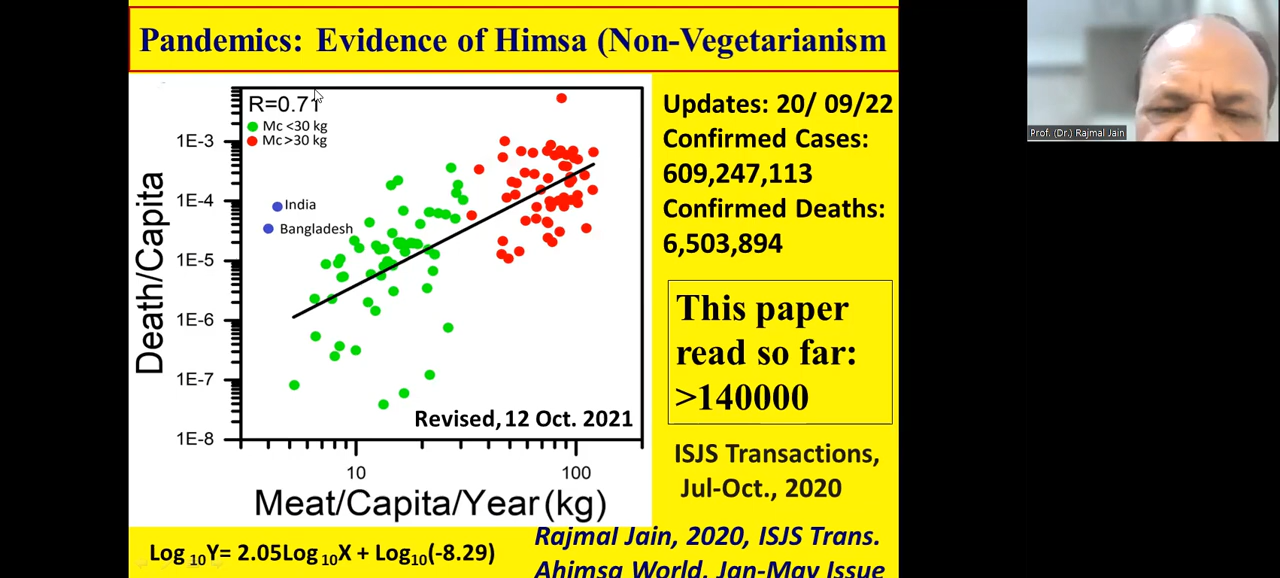 Pandemics: Evidence of Himsa (Non-Vegetarianism
R=0.71
Mc <30 kg
Mc >30 kg
India
Bangladesh
1E-3
1E-4
1E-5
1E-6
1E-7
1E-8
Death/Capita
Revised, 12 Oct. 2021
10
100
Meat/Capita/Year (kg)
Log 10Y= 2.05Log 10X + Log10(-8.29)
Updates: 20/ 09/22
Confirmed Cases:
609,247,113
Confirmed Deaths:
6,503,894
This paper
read so far:
>140000
ISJS Transactions,
Jul-Oct., 2020
Rajmal Jain, 2020, ISJS Trans.
Ahimsa World, Jan-May Issue
Prof. (Dr.) Rajmal Jain